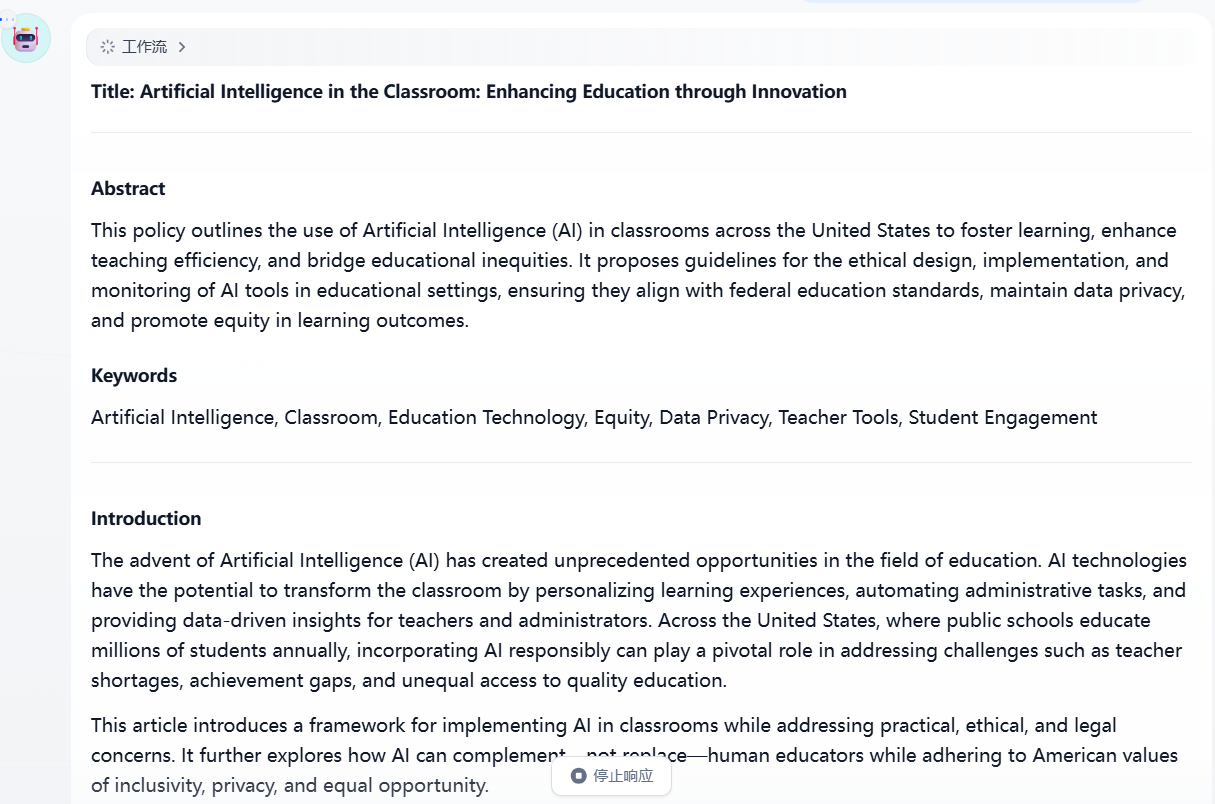 工作流
Title: Artificial Intelligence in the Classroom: Enhancing Education through Innovation
Abstract
This policy outlines the use of Artificial Intelligence (AI) in classrooms across the United States to foster learning, enhance
teaching efficiency, and bridge educational inequities. It proposes guidelines for the ethical design, implementation, and
monitoring of AI tools in educational settings, ensuring they align with federal education standards, maintain data privacy,
and promote equity in learning outcomes.
Keywords
Artificial Intelligence, Classroom, Education Technology, Equity, Data Privacy, Teacher Tools, Student Engagement
Introduction
The advent of Artificial Intelligence (AI) has created unprecedented opportunities in the field of education. AI technologies
have the potential to transform the classroom by personalizing learning experiences, automating administrative tasks, and
providing data-driven insights for teachers and administrators. Across the United States, where public schools educate
millions of students annually, incorporating AI responsibly can play a pivotal role in addressing challenges such as teacher
shortages, achievement gaps, and unequal access to quality education.
This article introduces a framework for implementing AI in classrooms while addressing practical, ethical, and legal
concerns. It further explores how AI can complement—not replace—human educators while adhering to American values
of inclusivity, privacy, and equal opportunity.
停止响应